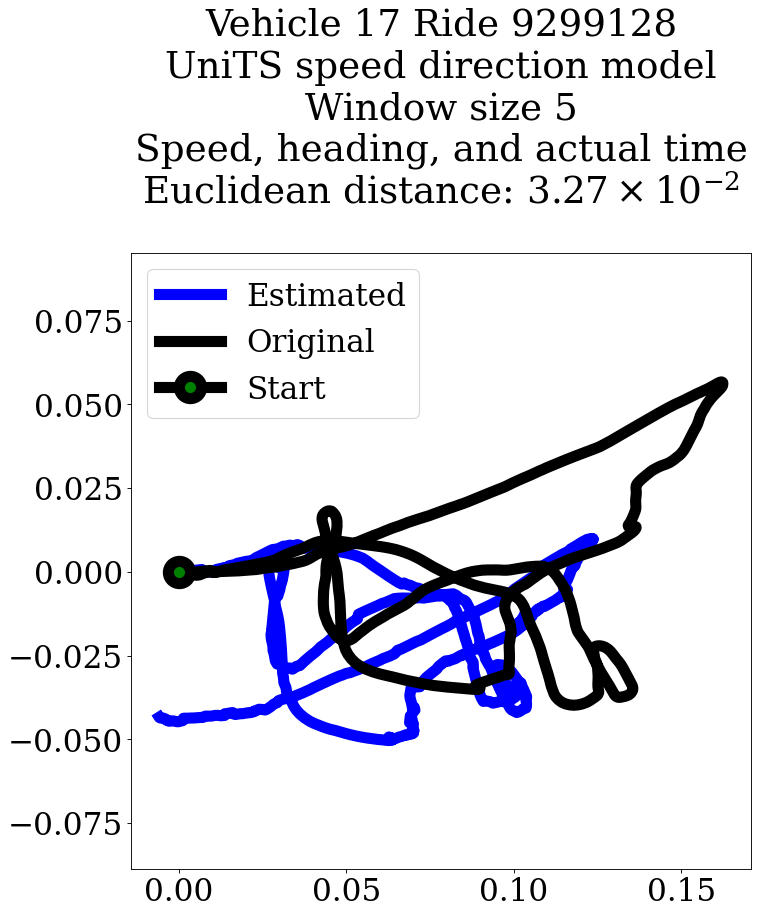 Vehicle 17 Ride 9299128
UniTS speed direction model
Window size 5
Speed, heading, and actual time
Euclidean distance: 3.27 × 10⁻²
Estimated
Original
Start
0.075
0.050
0.025
0.000
−0.025
−0.050
−0.075
0.00 0.05 0.10 0.15